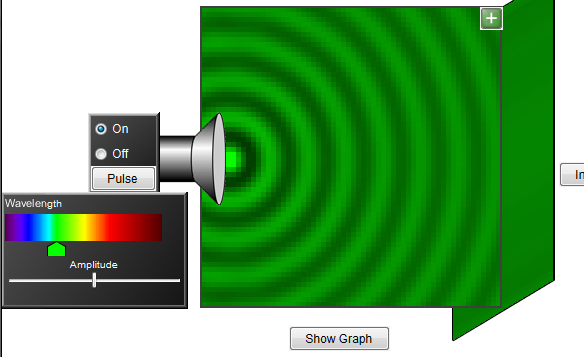 On
Off
Pulse
Wavelength
Amplitude
Show Graph